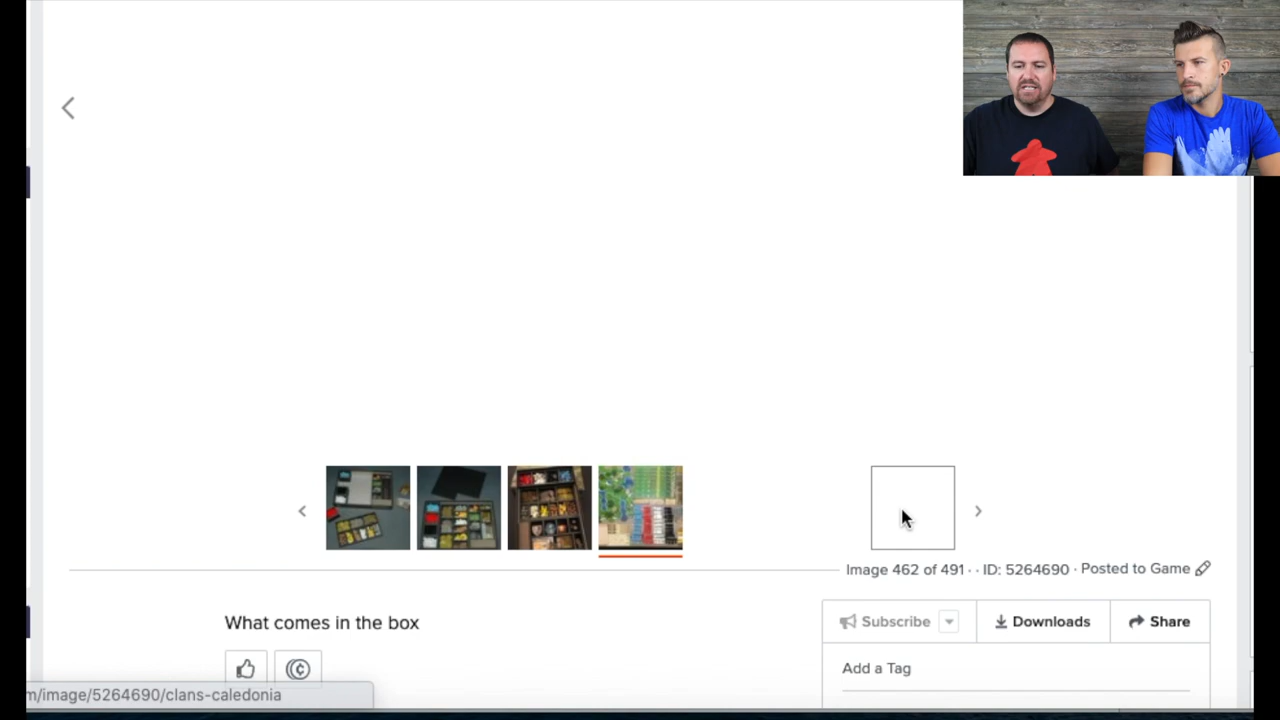 Image 462 of 491 · · ID: 5264690 · Posted to Game
What comes in the box
Subscribe
Downloads
Share
Add a Tag
m/image/5264690/clans-caledonia